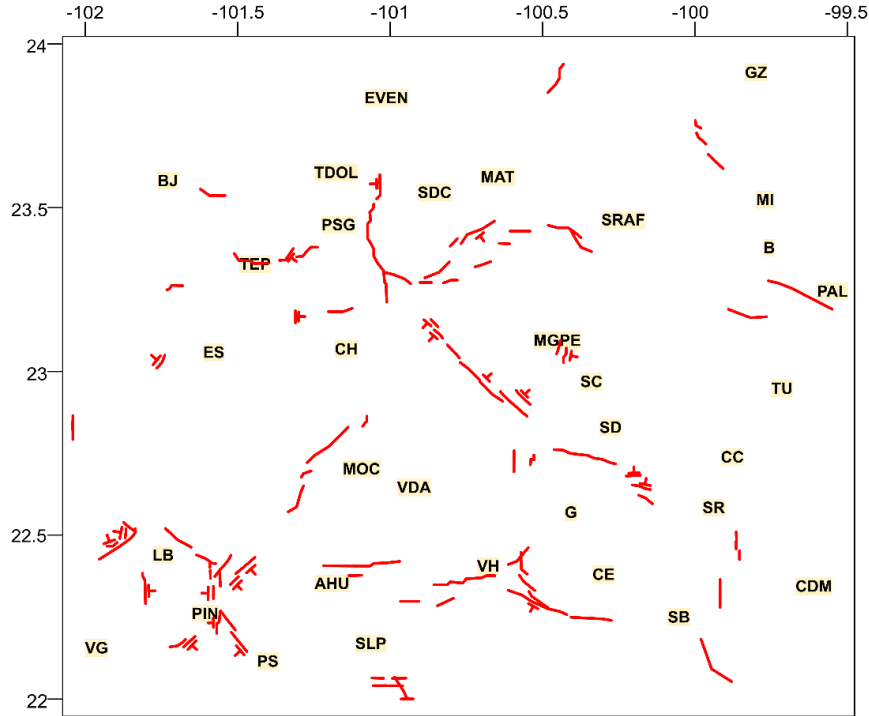 -102 -101.5 -101 -100.5 -100 -99.5
24
GZ
EVEN
TDOL
MAT
BJ
SDC
MI
23.5
PSG
SRAF
B
TEP
PAL
MGPE
ES
CH
23
SC
TU
SD
CC
MOC
VDA
SR
G
22.5
LB
VH
CE
AHU
CDM
PIN
SB
SLP
VG
PS
22